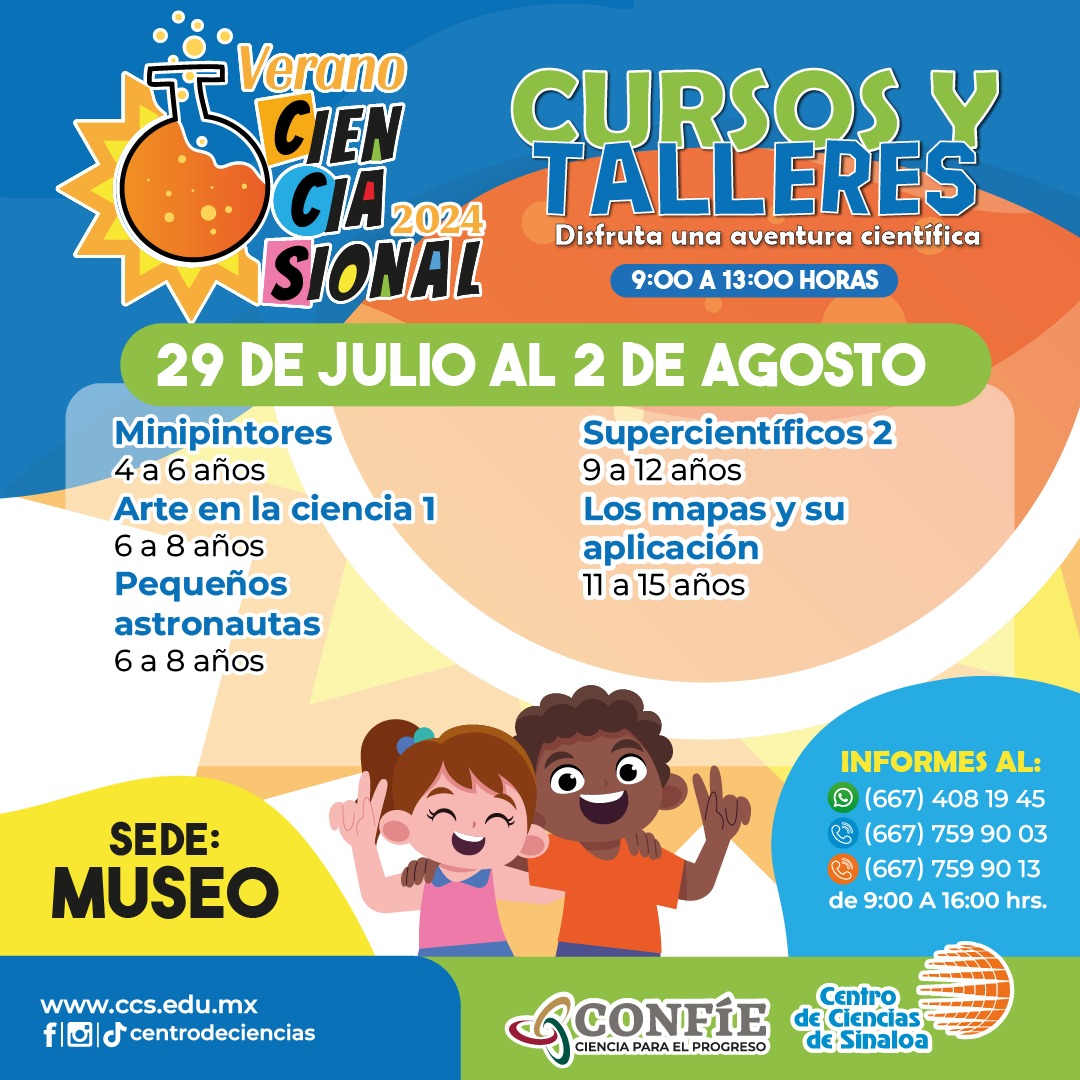 Verano
CIEN
CIA
2024
SIONAL
CURSOS Y
TALLERES
Disfruta una aventura científica
9:00 A 13:00 HORAS
29 DE JULIO AL 2 DE AGOSTO
Minipintores
4 a 6 años
Arte en la ciencia 1
6 a 8 años
Pequeños
astronautas
6 a 8 años
Supercientíficos 2
9 a 12 años
Los mapas y su
aplicación
11 a 15 años
SEDE:
MUSEO
INFORMES AL:
(667) 408 19 45
(667) 759 90 03
(667) 759 90 13
de 9:00 A 16:00 hrs.
www.ccs.edu.mx
centrodeciencias
CONFÍE
CIENCIA PARA EL PROGRESO
Centro
de Ciencias
de Sinaloa